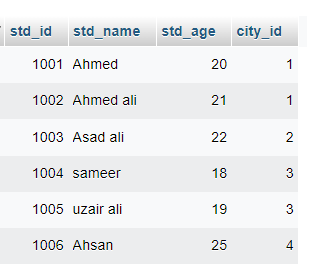 std_id std_name std_age city_id
1001 Ahmed 20 1
1002 Ahmed ali 21 1
1003 Asad ali 22 2
1004 sameer 18 3
1005 uzair ali 19 3
1006 Ahsan 25 4